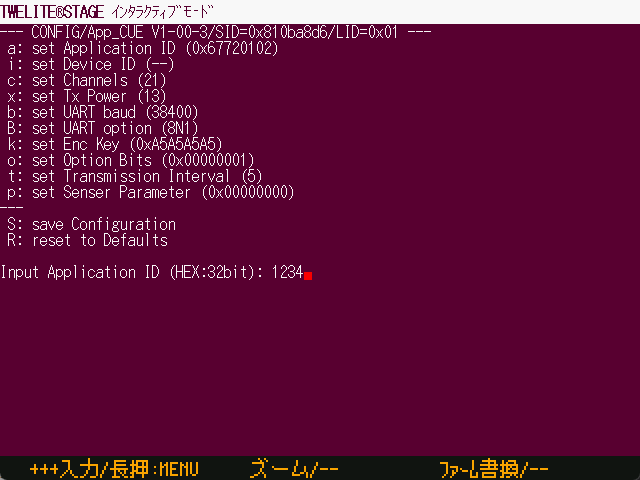 TWELITE®STAGE ｲﾝﾀﾗｸﾃｨﾌﾞﾓｰﾄﾞ
--- CONFIG/App_CUE V1-00-3/SID=0x810ba8d6/LID=0x01 ---
a: set Application ID (0x67720102)
i: set Device ID (--)
c: set Channels (21)
x: set Tx Power (13)
b: set UART baud (38400)
B: set UART option (8N1)
k: set Enc Key (0xA5A5A5A5)
o: set Option Bits (0x00000001)
t: set Transmission Interval (5)
p: set Senser Parameter (0x00000000)
---
S: save Configuration
R: reset to Defaults
Input Application ID (HEX:32bit): 1234
+++入力/長押:MENU ズーム/-- ﾌｧｰﾑ書換/--